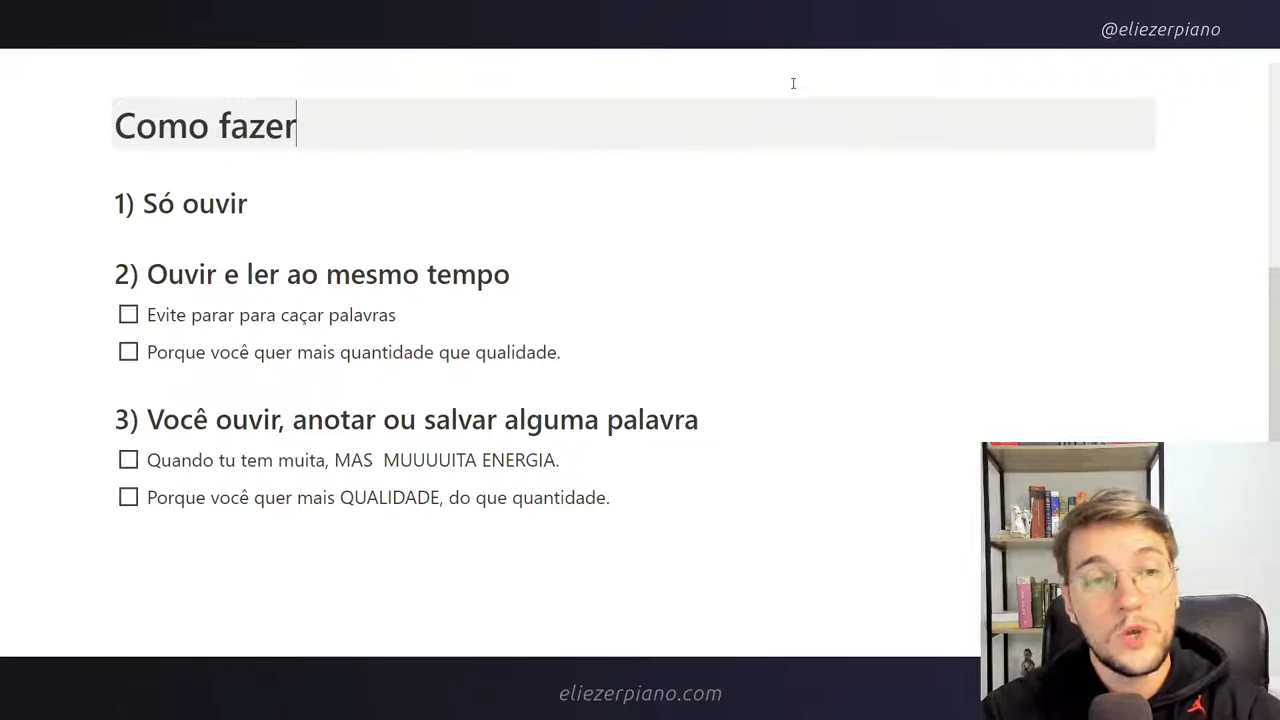 @eliezerpiano
Como fazer
1) Só ouvir
2) Ouvir e ler ao mesmo tempo
Evite parar para caçar palavras
Porque você quer mais quantidade que qualidade.
3) Você ouvir, anotar ou salvar alguma palavra
Quando tu tem muita, MAS  MUUUUITA ENERGIA.
Porque você quer mais QUALIDADE, do que quantidade.
eliezerpiano.com